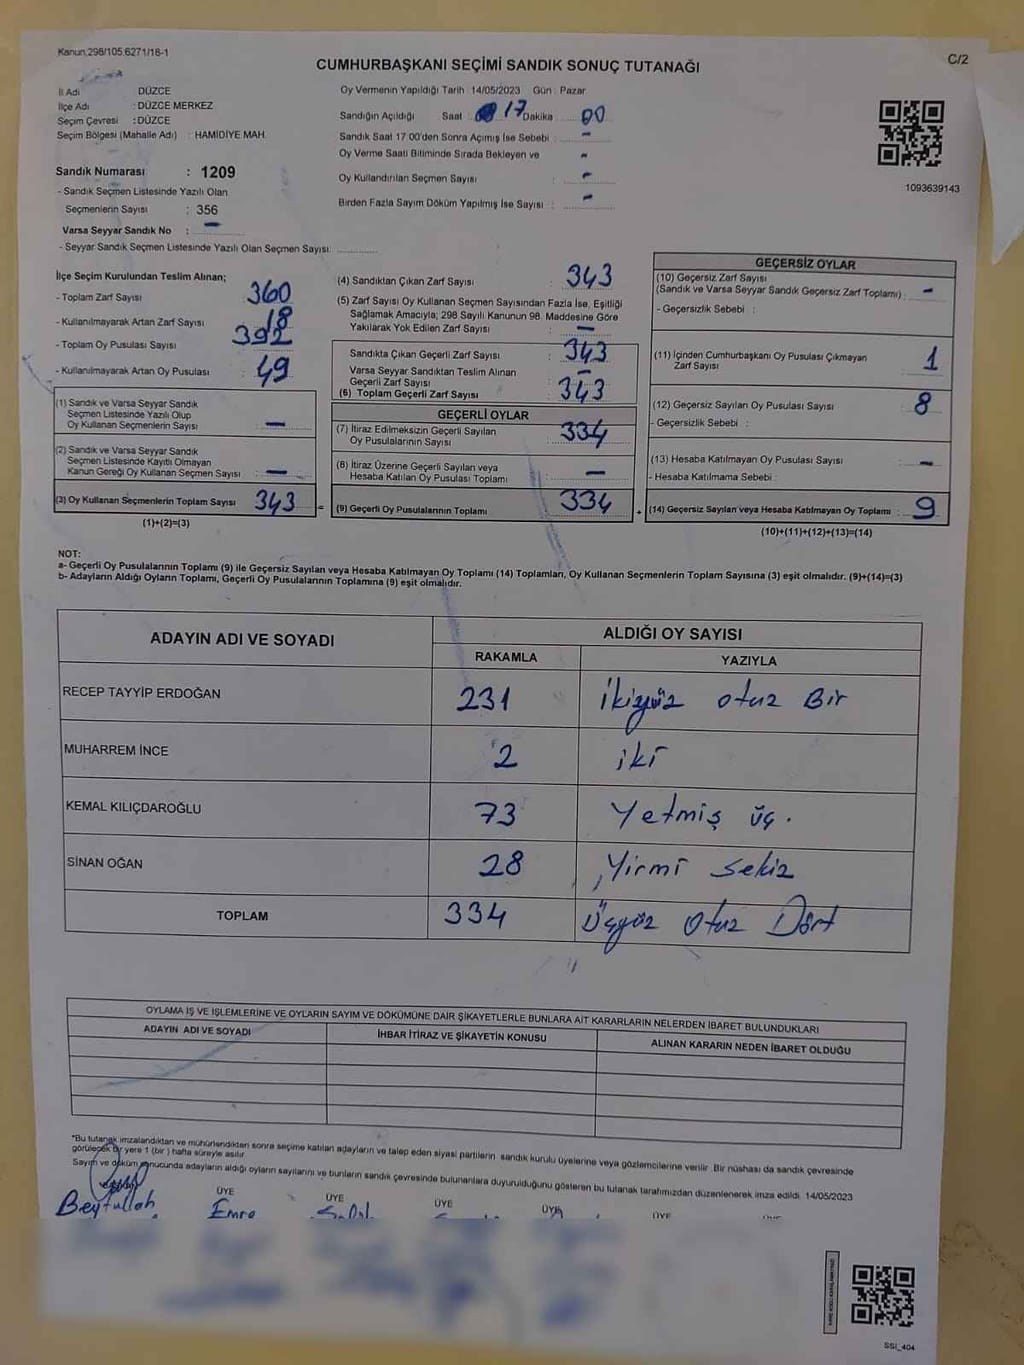 Kanun 298/105 6271/16-1
C/2
CUMHURBAŞKANI SEÇİMİ SANDIK SONUÇ TUTANAĞI
İl Adı : DÜZCE
İlçe Adı : DÜZCE MERKEZ
Seçim Çevresi : DÜZCE
Seçim Bölgesi (Mahalle Adı) : HAMİDİYE MAH.
Sandık Numarası : 1209
- Sandık Seçmen Listesinde Yazılı Olan
Seçmenlerin Sayısı : 356
Varsa Seyyar Sandık No : -
- Seyyar Sandık Seçmen Listesinde Yazılı Olan Seçmen Sayısı:
Oy Vermenin Yapıldığı Tarih : 14/05/2023 Gün : Pazar
Sandığın Açıldığı Saat 17 Dakika 00
Sandık Saat 17.00'den Sonra Açımış İse Sebebi : -
Oy Verme Saati Bitiminde Sırada Bekleyen ve -
Oy Kullandırılan Seçmen Sayısı : -
Birden Fazla Sayım Döküm Yapılmış İse Sayısı : -
1093639143
İlçe Seçim Kurulundan Teslim Alınan;
- Toplam Zarf Sayısı : 360
- Kullanılmayarak Artan Zarf Sayısı : 18
- Toplam Oy Pusulası Sayısı : 392
- Kullanılmayarak Artan Oy Pusulası : 49
(1) Sandık ve Varsa Seyyar Sandık
Seçmen Listesinde Yazılı Olup
Oy Kullanan Seçmenlerin Sayısı : -
(2) Sandık ve Varsa Seyyar Sandık
Seçmen Listesinde Kayıtlı Olmayan
Kanun Gereği Oy Kullanan Seçmen Sayısı : -
(3) Oy Kullanan Seçmenlerin Toplam Sayısı : 343 =
(1)+(2)=(3)
(4) Sandıktan Çıkan Zarf Sayısı : 343
(5) Zarf Sayısı Oy Kullanan Seçmen Sayısından Fazla İse, Eşitliği
Sağlamak Amacıyla; 298 Sayılı Kanunun 98. Maddesine Göre
Yakılarak Yok Edilen Zarf Sayısı : -
Sandıkta Çıkan Geçerli Zarf Sayısı : 343
Varsa Seyyar Sandıktan Teslim Alınan
Geçerli Zarf Sayısı : -
(6) Toplam Geçerli Zarf Sayısı : 343
GEÇERLİ OYLAR
(7) İtiraz Edilmeksizin Geçerli Sayılan
Oy Pusulalarının Sayısı : 334
(8) İtiraz Üzerine Geçerli Sayılan veya
Hesaba Katılan Oy Pusulası Toplamı : -
(9) Geçerli Oy Pusulalarının Toplamı : 334 +
GEÇERSİZ OYLAR
(10) Geçersiz Zarf Sayısı
(Sandık ve Varsa Seyyar Sandık Geçersiz Zarf Toplamı) : -
- Geçersizlik Sebebi :
(11) İçinden Cumhurbaşkanı Oy Pusulası Çıkmayan
Zarf Sayısı : 1
(12) Geçersiz Sayılan Oy Pusulası Sayısı : 8
- Geçersizlik Sebebi :
(13) Hesaba Katılmayan Oy Pusulası Sayısı : -
- Hesaba Katılmama Sebebi :
(14) Geçersiz Sayılan veya Hesaba Katılmayan Oy Toplamı : 9
(10)+(11)+(12)+(13)=(14)
NOT:
a- Geçerli Oy Pusulalarının Toplamı (9) ile Geçersiz Sayılan veya Hesaba Katılmayan Oy Toplamı (14) Toplamları, Oy Kullanan Seçmenlerin Toplam Sayısına (3) eşit olmalıdır. (9)+(14)=(3)
b- Adayların Aldığı Oyların Toplamı, Geçerli Oy Pusulalarının Toplamına (9) eşit olmalıdır.
ADAYIN ADI VE SOYADI ALDIĞI OY SAYISI
RAKAMLA YAZIYLA
RECEP TAYYİP ERDOĞAN 231 İkiyüz otuz Bir
MUHARREM İNCE 2 iki
KEMAL KILIÇDAROĞLU 73 Yetmiş üç.
SİNAN OĞAN 28 Yirmi sekiz
TOPLAM 334 Üçyüz Otuz Dört
OYLAMA İŞ VE İŞLEMLERİNE VE OYLARIN SAYIM VE DÖKÜMÜNE DAİR ŞİKAYETLERLE BUNLARA AİT KARARLARIN NELERDEN İBARET BULUNDUKLARI
ADAYIN ADI VE SOYADI İHBAR İTİRAZ VE ŞİKAYETİN KONUSU ALINAN KARARIN NEDEN İBARET OLDUĞU
*Bu tutanak imzalandıktan ve mühürlendikten sonra seçime katılan adayların ve talep eden siyasi partilerin sandık kurulu üyelerine veya gözlemcilerine verilir. Bir nüshası da sandık çevresinde
görülecek bir yere 1 (bir ) hafta süreyle asılır.
Sayım ve döküm sonucunda adayların aldığı oyların sayılarını ve bunların sandık çevresinde bulunanlara duyurulduğunu gösteren bu tutanak tarafımızdan düzenlenerek imza edildi. 14/05/2023
ÜYE ÜYE ÜYE ÜYE ÜYE
Beytullah Emre
SSI_404